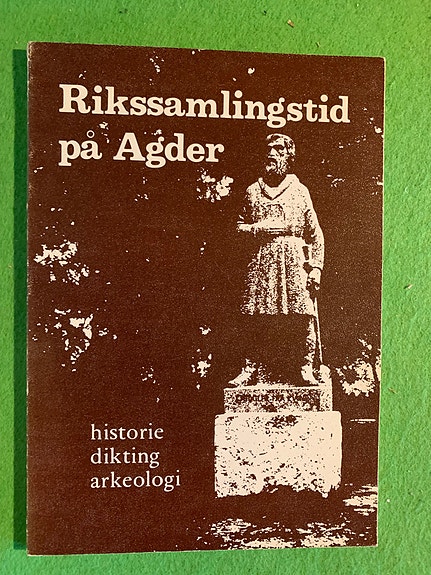 Rikssamlingstid
på Agder
historie
dikting
arkeologi